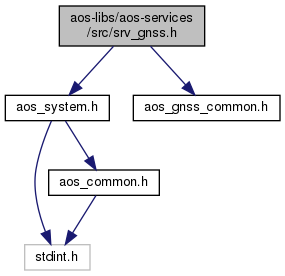 aos-libs/aos-services
/src/srv_gnss.h
aos_system.h
aos_gnss_common.h
aos_common.h
stdint.h